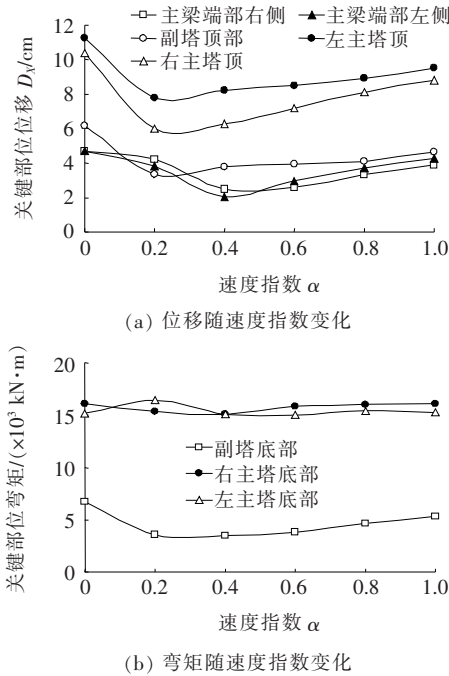 主梁端部右侧 主梁端部左侧
副塔顶部 左主塔顶
右主塔顶
关键部位位移 Dx/cm
12
10
8
6
4
2
0
0 0.2 0.4 0.6 0.8 1.0
速度指数 α
(a) 位移随速度指数变化
关键部位弯矩/(×10³ kN•m)
20
15
10
5
0
副塔底部
右主塔底部
左主塔底部
0 0.2 0.4 0.6 0.8 1.0
速度指数 α
(b) 弯矩随速度指数变化